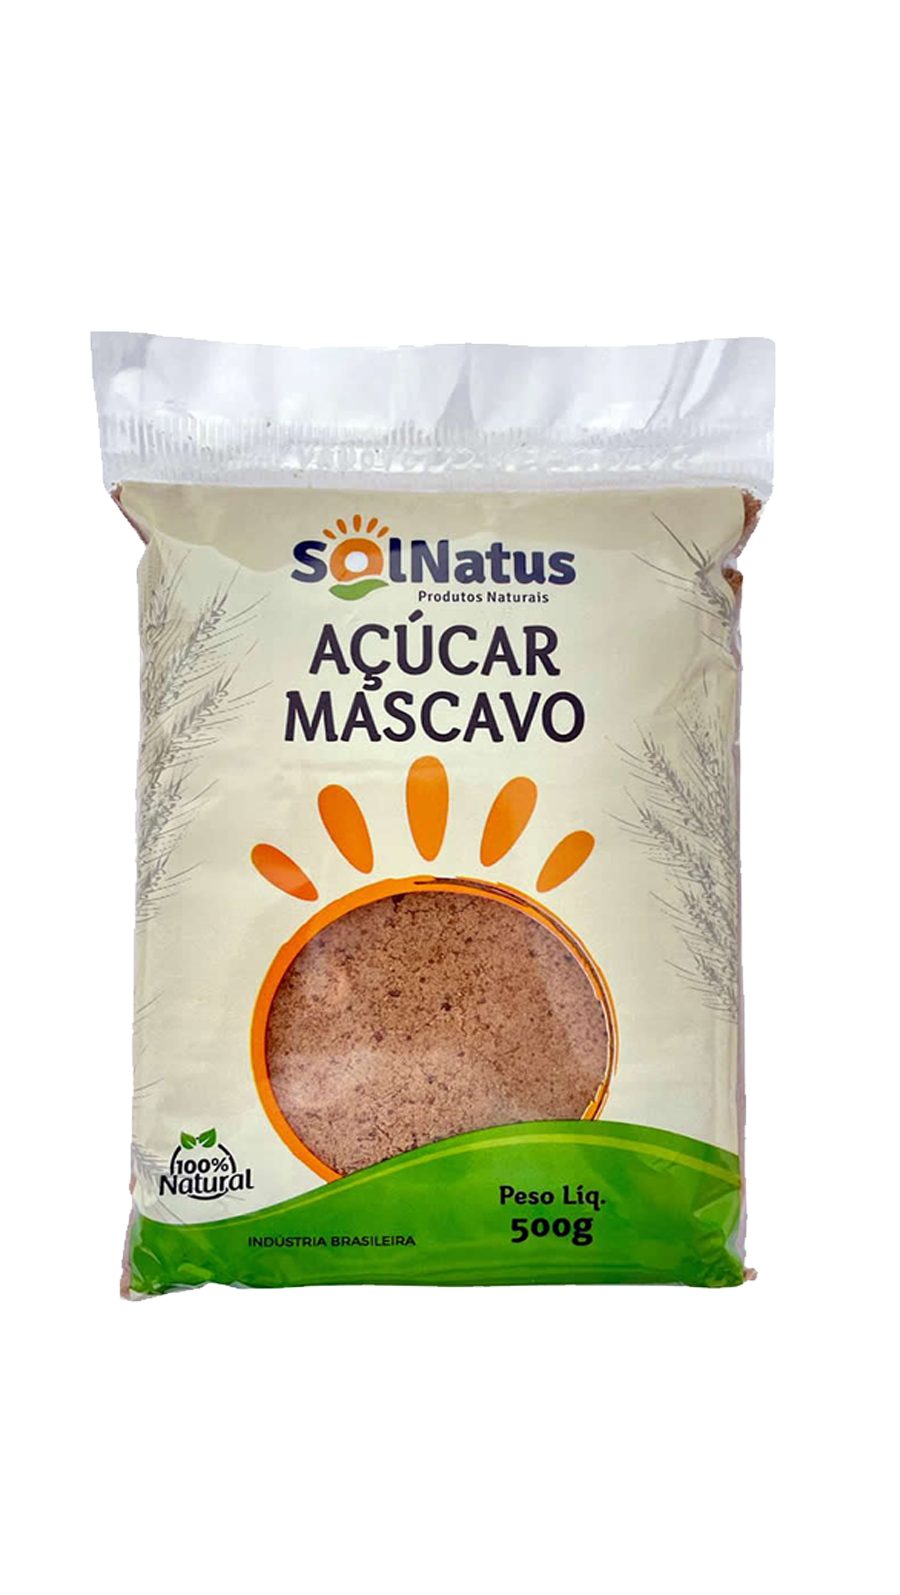 SolNatus
Produtos Naturais
AÇÚCAR
MASCAVO
100%
Natural
Peso Líq.
500g
INDÚSTRIA BRASILEIRA